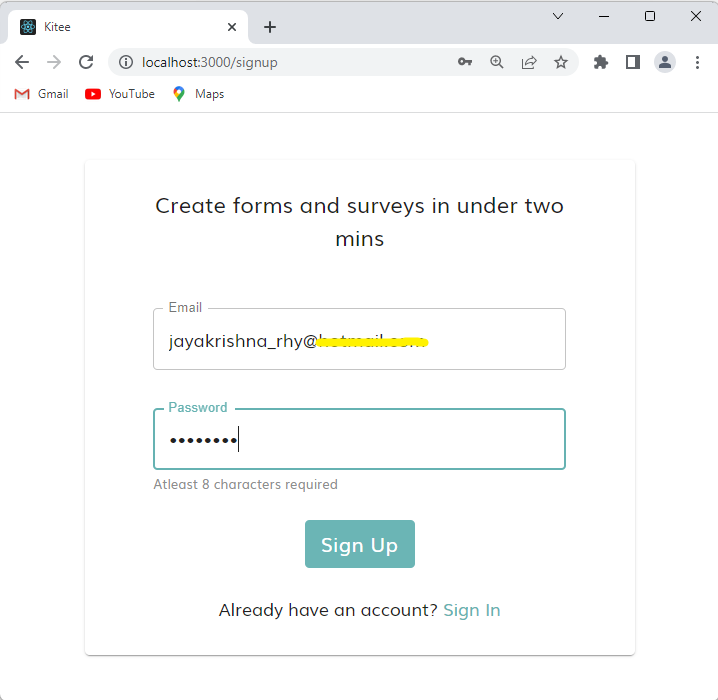 Kitee
localhost:3000/signup
Gmail YouTube Maps
Create forms and surveys in under two
mins
Email
jayakrishna_rhy@
Password
••••••••
Atleast 8 characters required
Sign Up
Already have an account? Sign In